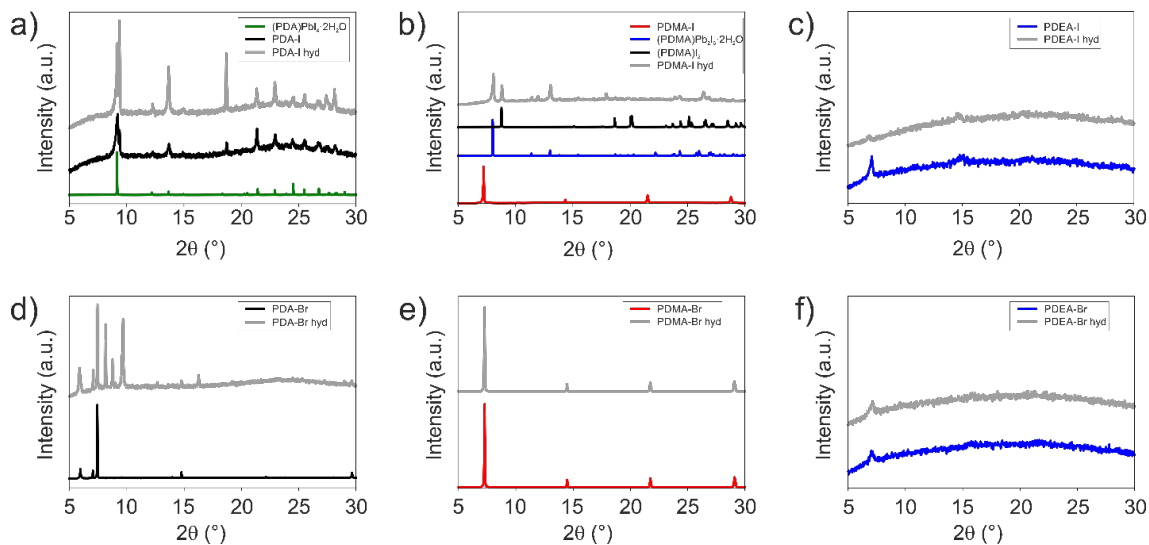 a)
Intensity (a.u.)
(PDA)PbI₄·2H₂O
PDA-I
PDA-I hyd
5 10 15 20 25 30
2θ (°)
b)
Intensity (a.u.)
PDMA-I
(PDMA)Pb₂I₆·2H₂O
(PDMA)I₂
PDMA-I hyd
5 10 15 20 25 30
2θ (°)
c)
Intensity (a.u.)
PDEA-I
PDEA-I hyd
5 10 15 20 25 30
2θ (°)
d)
Intensity (a.u.)
PDA-Br
PDA-Br hyd
5 10 15 20 25 30
2θ (°)
e)
Intensity (a.u.)
PDMA-Br
PDMA-Br hyd
5 10 15 20 25 30
2θ (°)
f)
Intensity (a.u.)
PDEA-Br
PDEA-Br hyd
5 10 15 20 25 30
2θ (°)